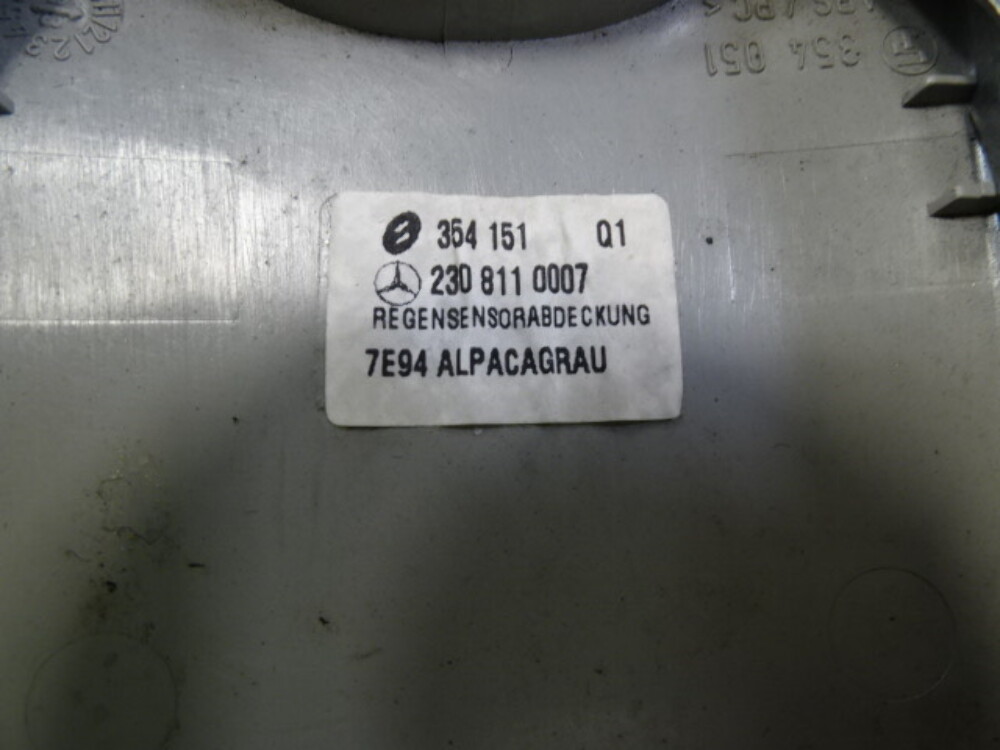 354 051
354 151 Q1
230 811 0007
REGENSENSORABDECKUNG
7E94 ALPACAGRAU